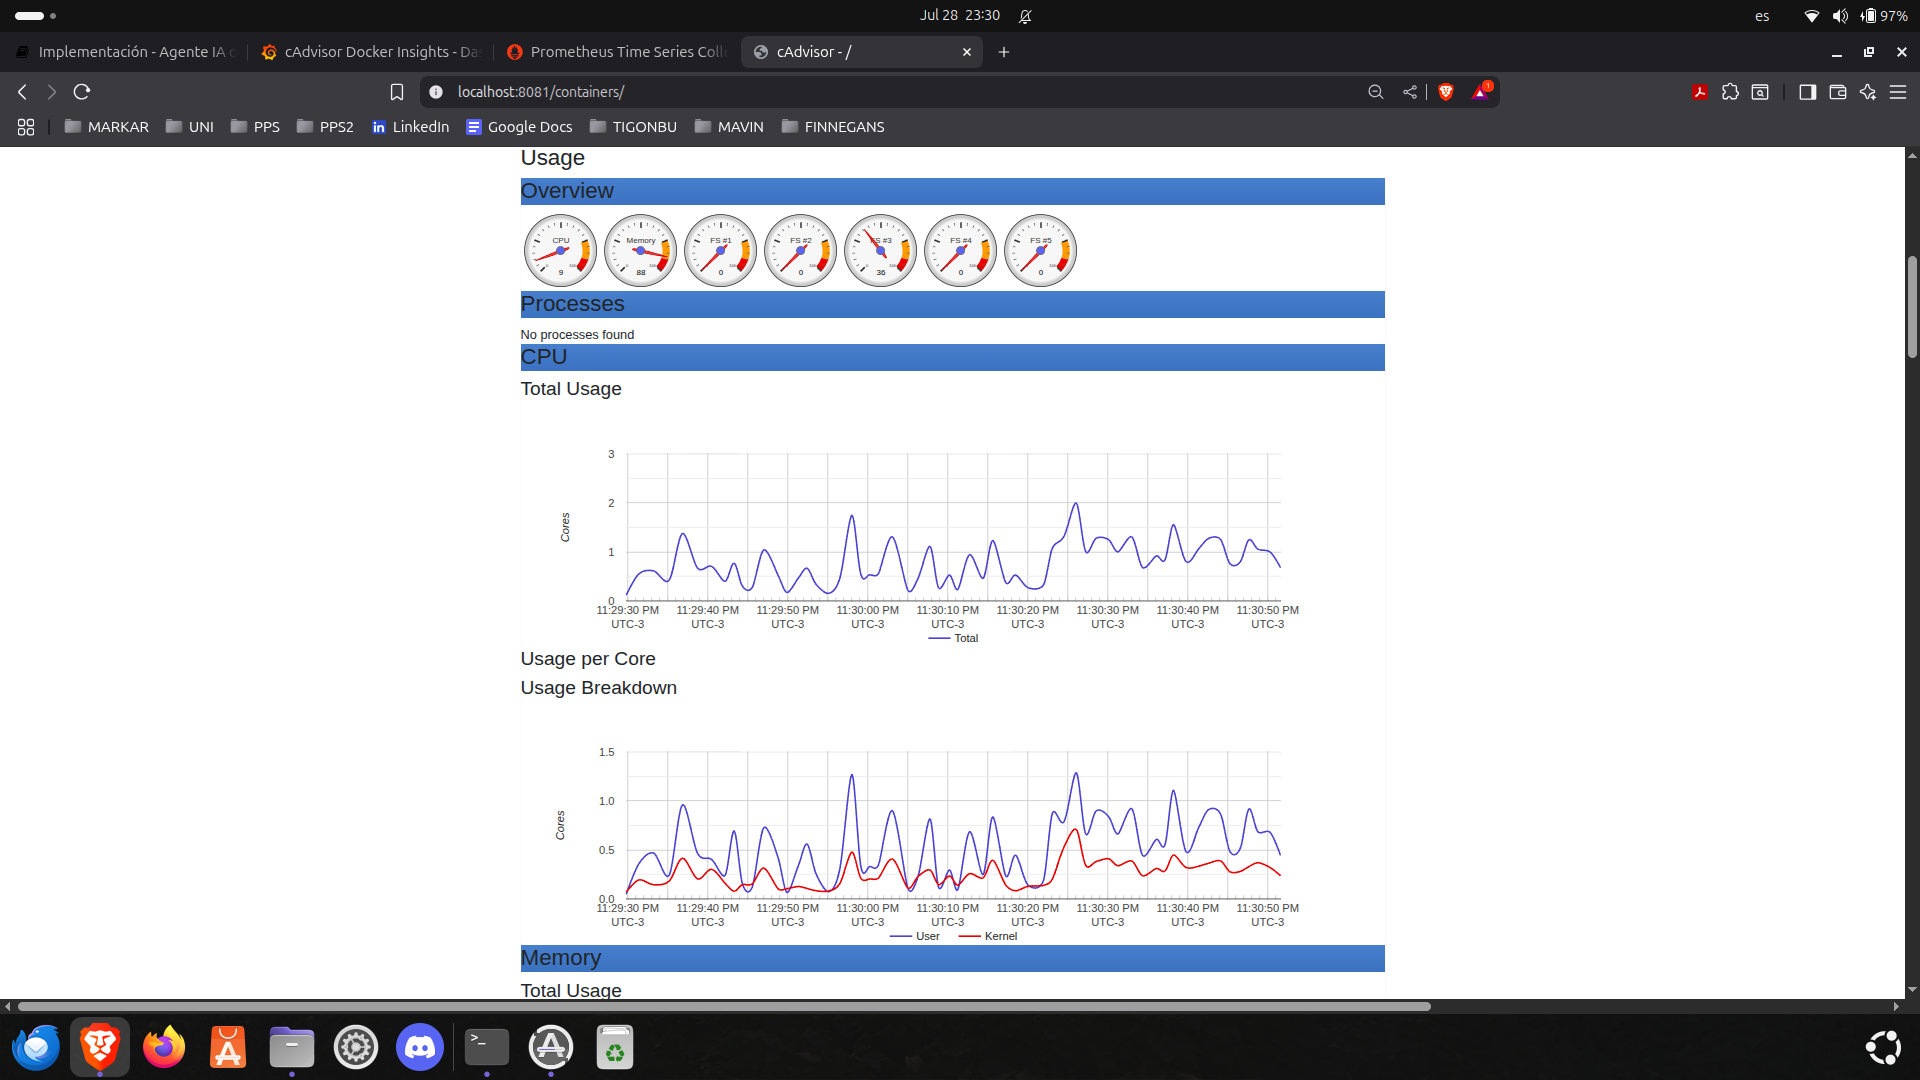 Jul 28 23:30
es
97%
Implementación - Agente IA
cAdvisor Docker Insights - Da
Prometheus Time Series Colle
cAdvisor - /
localhost:8081/containers/
1
MARKAR
UNI
PPS
PPS2
LinkedIn
Google Docs
TIGONBU
MAVIN
FINNEGANS
Usage
Overview
CPU
9
Memory
88
FS #1
0
FS #2
0
FS #3
36
FS #4
0
FS #5
0
Processes
No processes found
CPU
Total Usage
3
2
1
0
Cores
11:29:30 PM 11:29:40 PM 11:29:50 PM 11:30:00 PM 11:30:10 PM 11:30:20 PM 11:30:30 PM 11:30:40 PM 11:30:50 PM
UTC-3 UTC-3 UTC-3 UTC-3 UTC-3 UTC-3 UTC-3 UTC-3 UTC-3
Total
Usage per Core
Usage Breakdown
1.5
1.0
0.5
0.0
Cores
11:29:30 PM 11:29:40 PM 11:29:50 PM 11:30:00 PM 11:30:10 PM 11:30:20 PM 11:30:30 PM 11:30:40 PM 11:30:50 PM
UTC-3 UTC-3 UTC-3 UTC-3 UTC-3 UTC-3 UTC-3 UTC-3 UTC-3
User Kernel
Memory
Total Usage